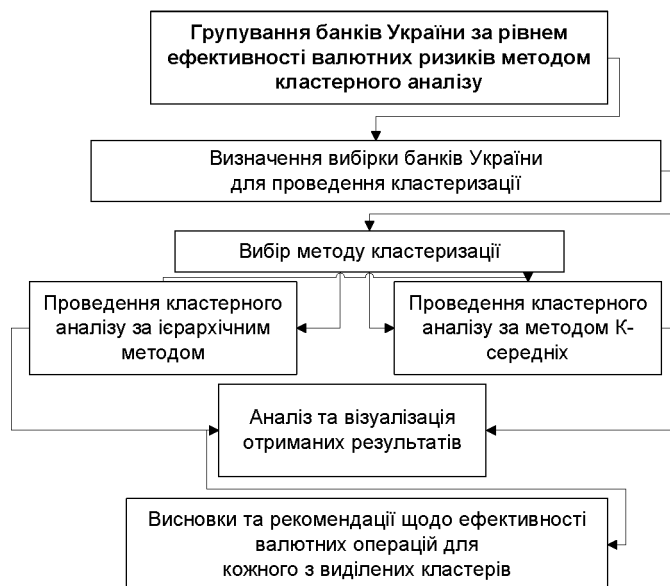 Групування банків України за рівнем
ефективності валютних ризиків методом
кластерного аналізу
Визначення вибірки банків України
для проведення кластеризації
Вибір методу кластеризації
Проведення кластерного
аналізу за ієрархічним
методом
Проведення кластерного
аналізу за методом К-
середніх
Аналіз та візуалізація
отриманих результатів
Висновки та рекомендації щодо ефективності
валютних операцій для
кожного з виділених кластерів